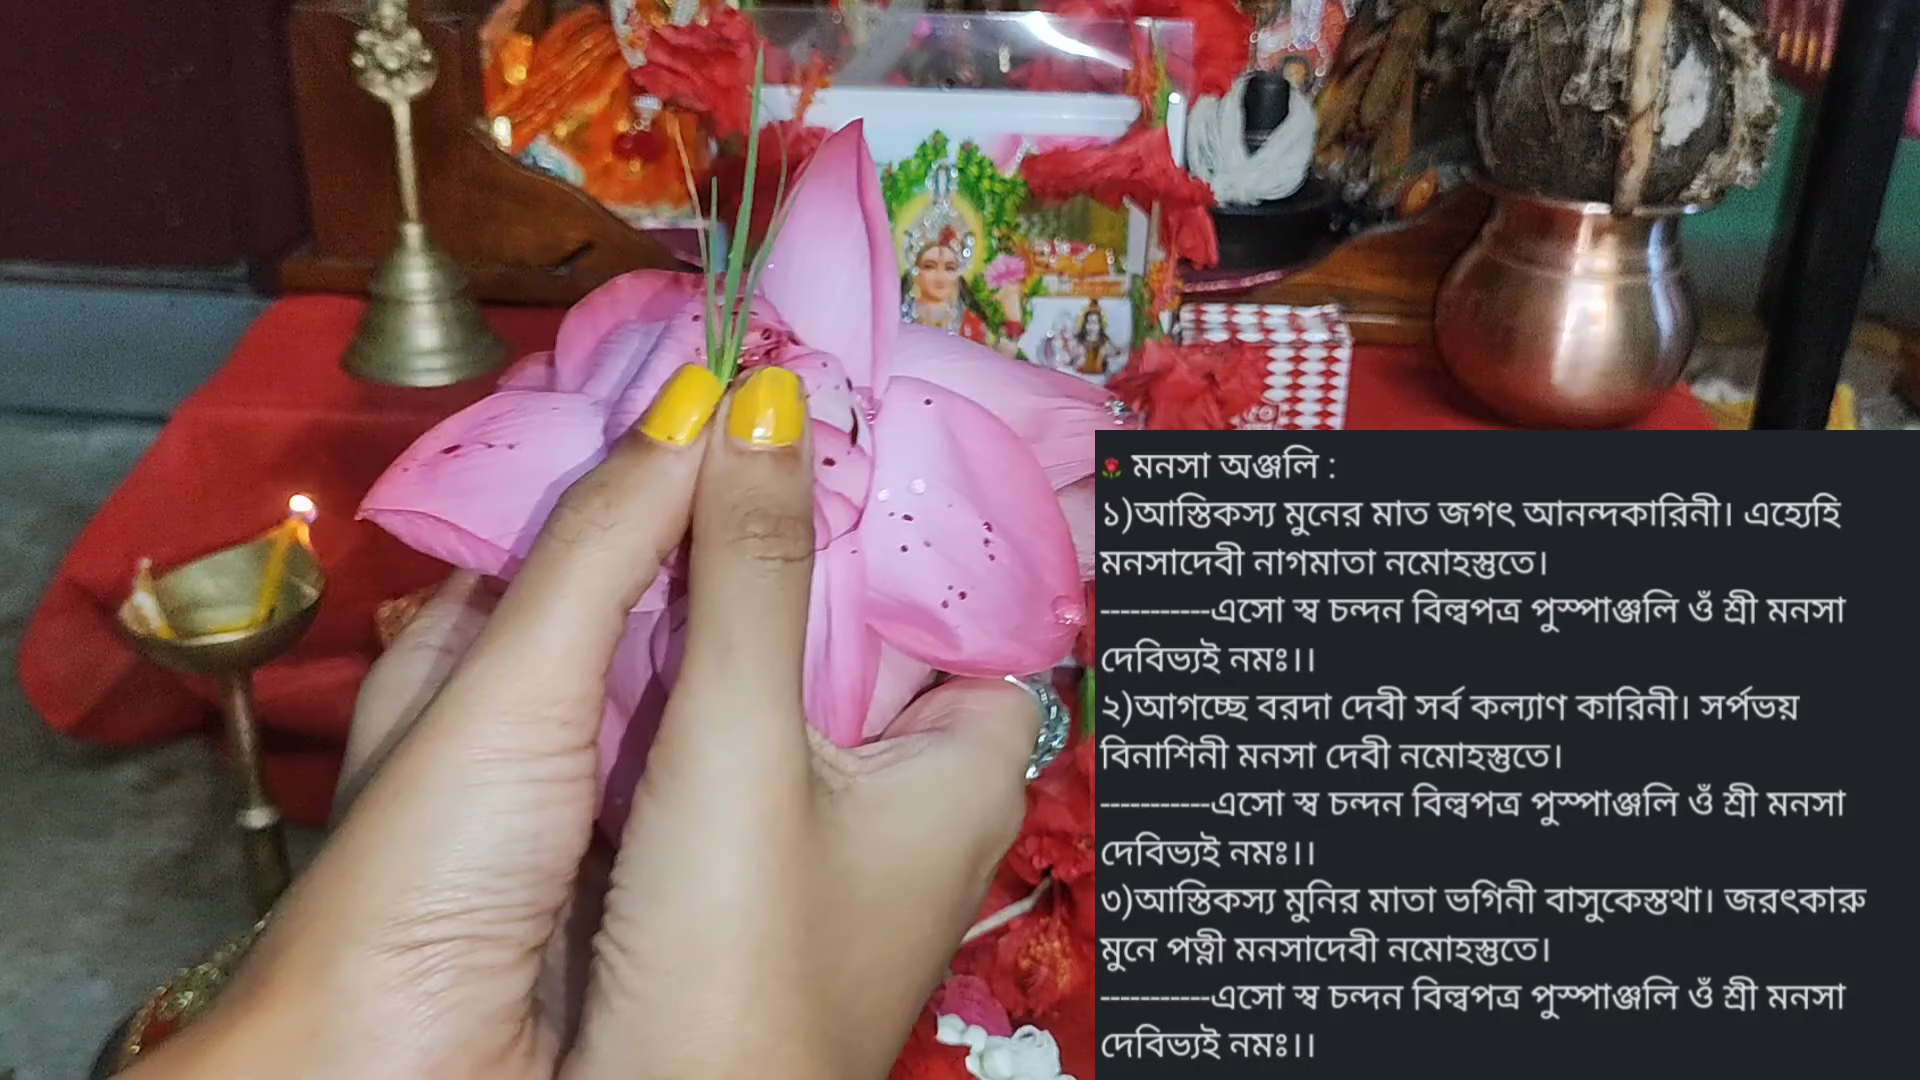 🌹 মনসা অঞ্জলি :
১)আস্তিকস্য মুনের মাত জগৎ আনন্দকারিনী। এহ্যেহি
মনসাদেবী নাগমাতা নমোহস্তুতে।
-----------এসো স্ব চন্দন বিল্বপত্র পুস্পাঞ্জলি ওঁ শ্রী মনসা
দেবিভ্যই নমঃ।।
২)আগচ্ছে বরদা দেবী সর্ব কল্যাণ কারিনী। সর্পভয়
বিনাশিনী মনসা দেবী নমোহস্তুতে।
-----------এসো স্ব চন্দন বিল্বপত্র পুস্পাঞ্জলি ওঁ শ্রী মনসা
দেবিভ্যই নমঃ।।
৩)আস্তিকস্য মুনির মাতা ভগিনী বাসুকেস্তথা। জরৎকারু
মুনে পত্নী মনসাদেবী নমোহস্তুতে।
-----------এসো স্ব চন্দন বিল্বপত্র পুস্পাঞ্জলি ওঁ শ্রী মনসা
দেবিভ্যই নমঃ।।